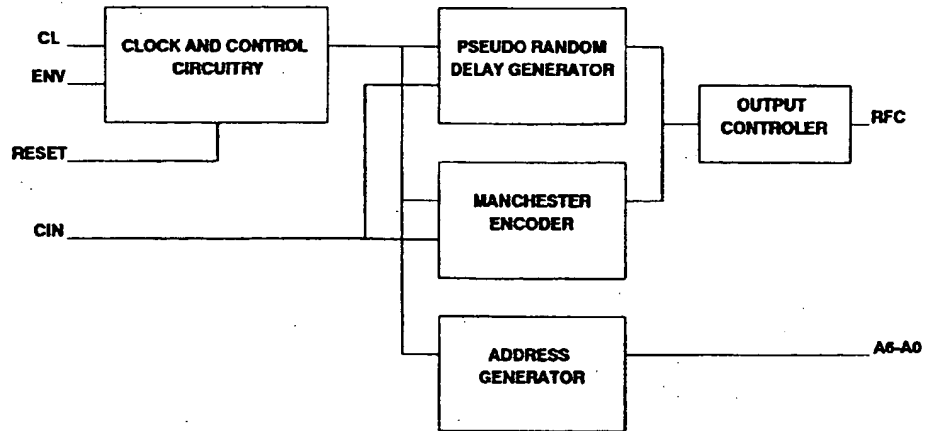 CL
ENV
RESET
CIN
CLOCK AND CONTROL
CIRCUITRY
PSEUDO RANDOM
DELAY GENERATOR
MANCHESTER
ENCODER
ADDRESS
GENERATOR
OUTPUT
CONTROLER
RFC
A6-A0